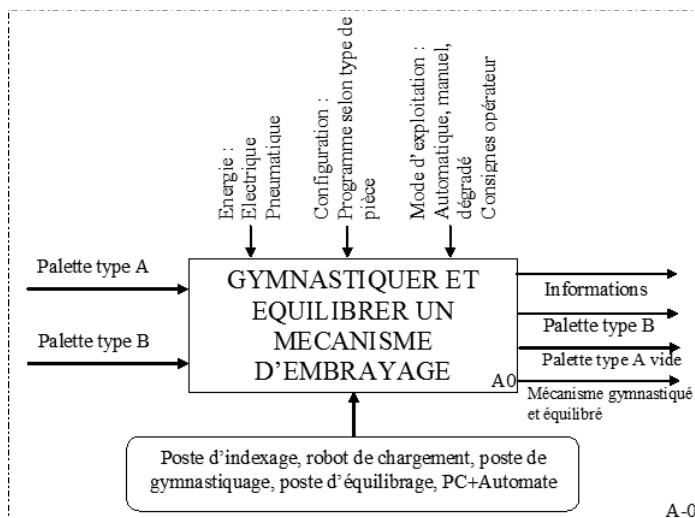 Energie :
Electrique
Pneumatique
Configuration :
Programme selon type de
pièce
Mode d'exploitation :
Automatique, manuel,
dégradé
Consignes opérateur
Palette type A
Palette type B
GYMNASTIQUER ET
EQUILIBRER UN
MECANISME
D'EMBRAYAGE
A0
Informations
Palette type B
Palette type A vide
Mécanisme gymnastiqué
et équilibré
Poste d'indexage, robot de chargement, poste de
gymnastiquage, poste d'équilibrage, PC+Automate
A-0